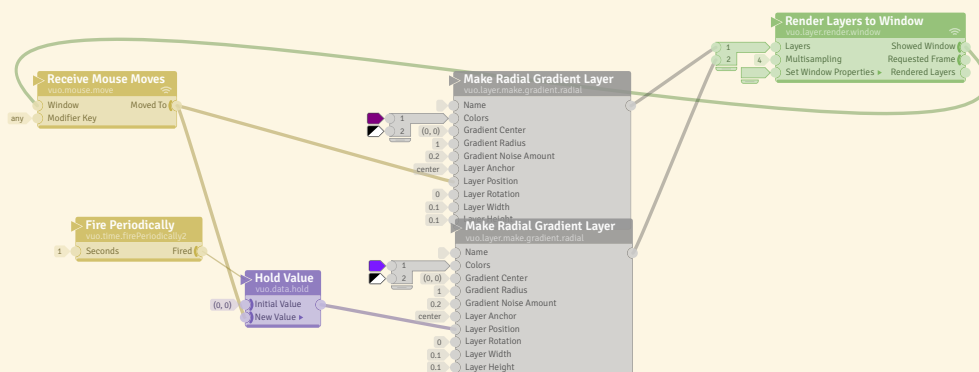 Render Layers to Window
vuo.layer.render.window
1
2
Layers
Showed Window
4
Multisampling
Requested Frame
Set Window Properties ▸
Rendered Layers
Receive Mouse Moves
vuo.mouse.move
Window
Moved To
any
Modifier Key
Make Radial Gradient Layer
vuo.layer.make.gradient.radial
Name
1
Colors
2
(0, 0)
Gradient Center
1
Gradient Radius
0.2
Gradient Noise Amount
center
Layer Anchor
Layer Position
0
Layer Rotation
0.1
Layer Width
0.1
Layer Height
Fire Periodically
vuo.time.firePeriodically2
1
Seconds
Fired
Hold Value
vuo.data.hold
(0, 0)
Initial Value
New Value ▸
Make Radial Gradient Layer
vuo.layer.make.gradient.radial
Name
1
Colors
2
(0, 0)
Gradient Center
1
Gradient Radius
0.2
Gradient Noise Amount
center
Layer Anchor
Layer Position
0
Layer Rotation
0.1
Layer Width
0.1
Layer Height